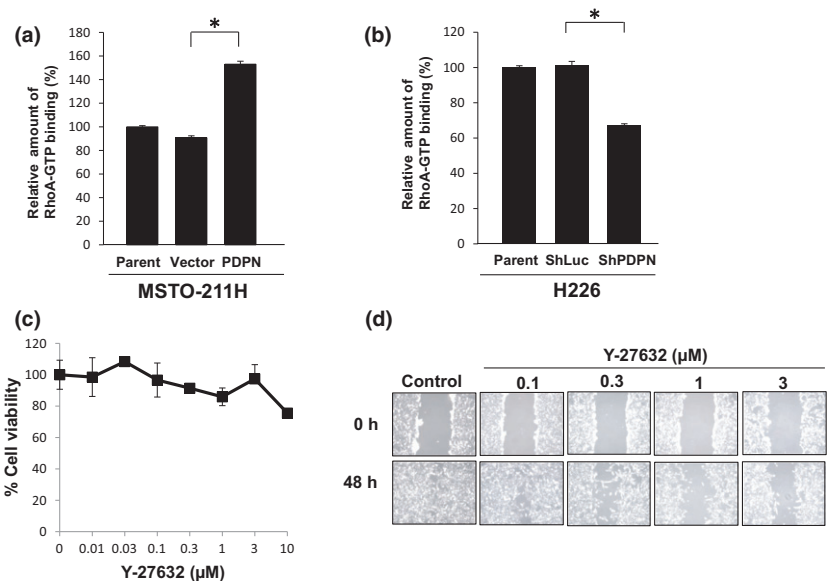 (a)
*
Relative amount of
RhoA-GTP binding (%)
180
160
140
120
100
80
60
40
20
0
Parent Vector PDPN
MSTO-211H
(b)
*
Relative amount of
RhoA-GTP binding (%)
120
100
80
60
40
20
0
Parent ShLuc ShPDPN
H226
(c)
% Cell viability
120
100
80
60
40
20
0
0 0.01 0.03 0.1 0.3 1 3 10
Y-27632 (µM)
(d)
Y-27632 (µM)
Control 0.1 0.3 1 3
0 h
48 h